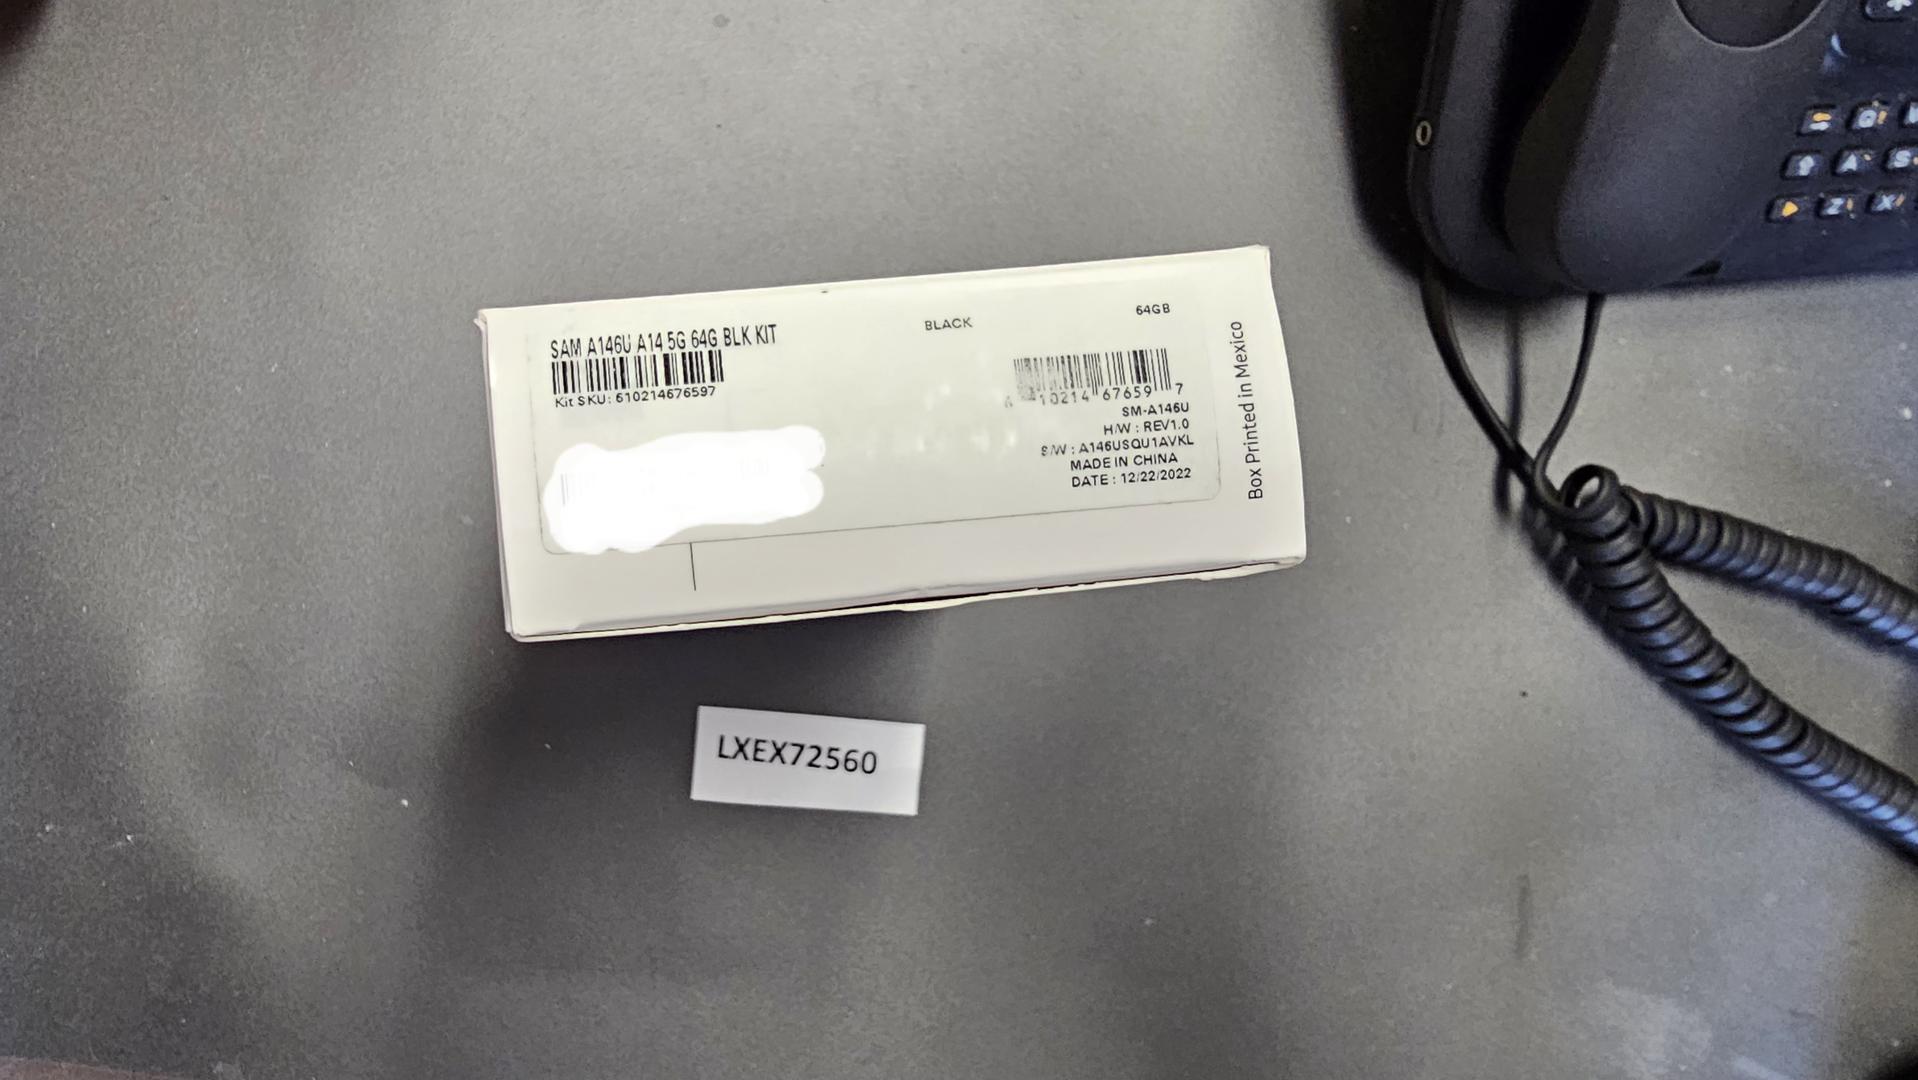 SAM A146U A14 5G 64G BLK KIT
Kit SKU: 610214676597
BLACK
64GB
10214 67659 7
SM-A146U
H/W : REV1.0
S/W : A146USQU1AVKL
MADE IN CHINA
DATE : 12/22/2022
Box Printed in Mexico
LXEX72560
A
S
Z
X